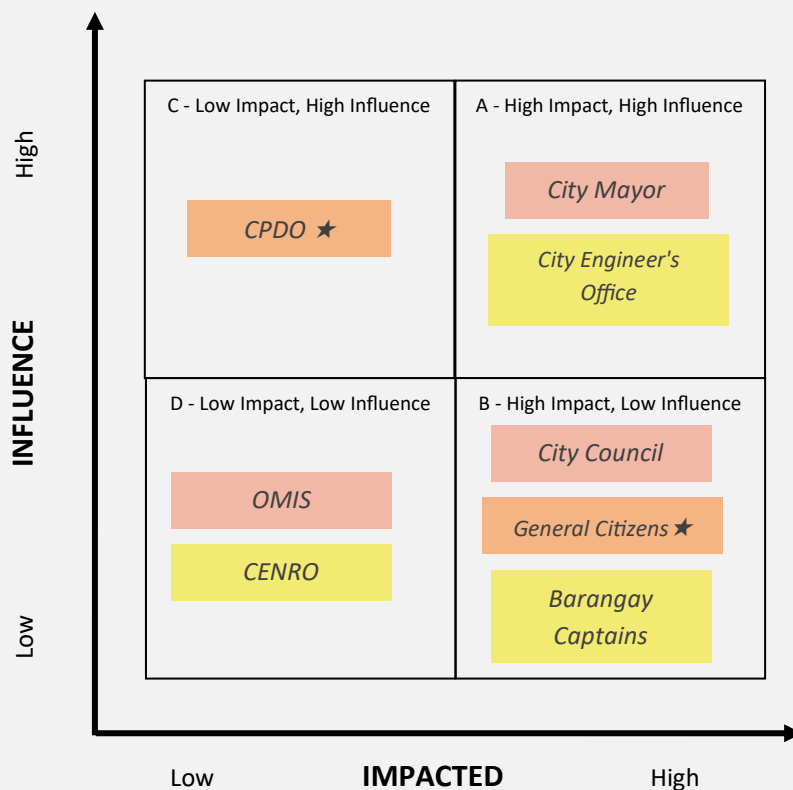 C - Low Impact, High Influence
A - High Impact, High Influence
High
City Mayor
CPDO ★
City Engineer's
Office
INFLUENCE
D - Low Impact, Low Influence
B - High Impact, Low Influence
City Council
OMIS
General Citizens ★
CENRO
Barangay
Captains
Low
Low
IMPACTED
High